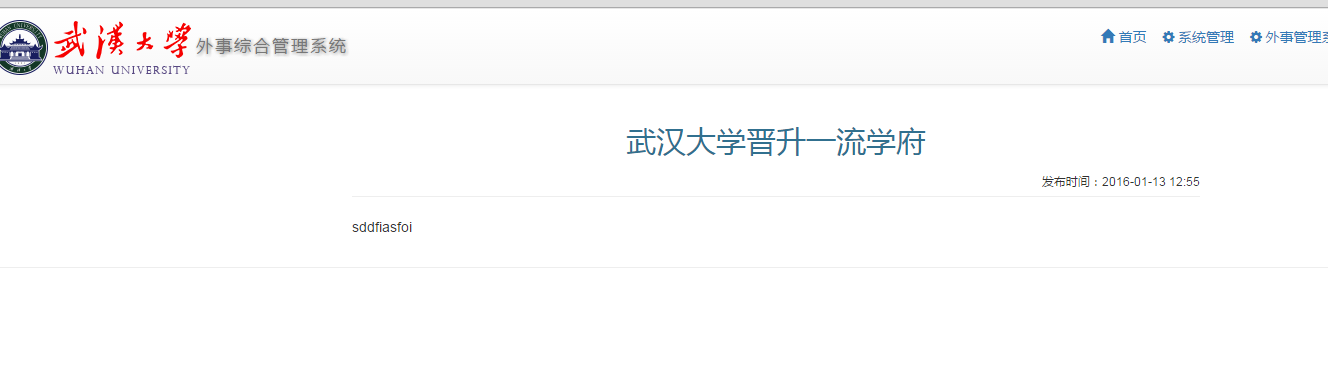 武漢大学
WUHAN UNIVERSITY
外事综合管理系统
首页 系统管理 外事管理系
武汉大学晋升一流学府
发布时间：2016-01-13 12:55
sddfiasfoi